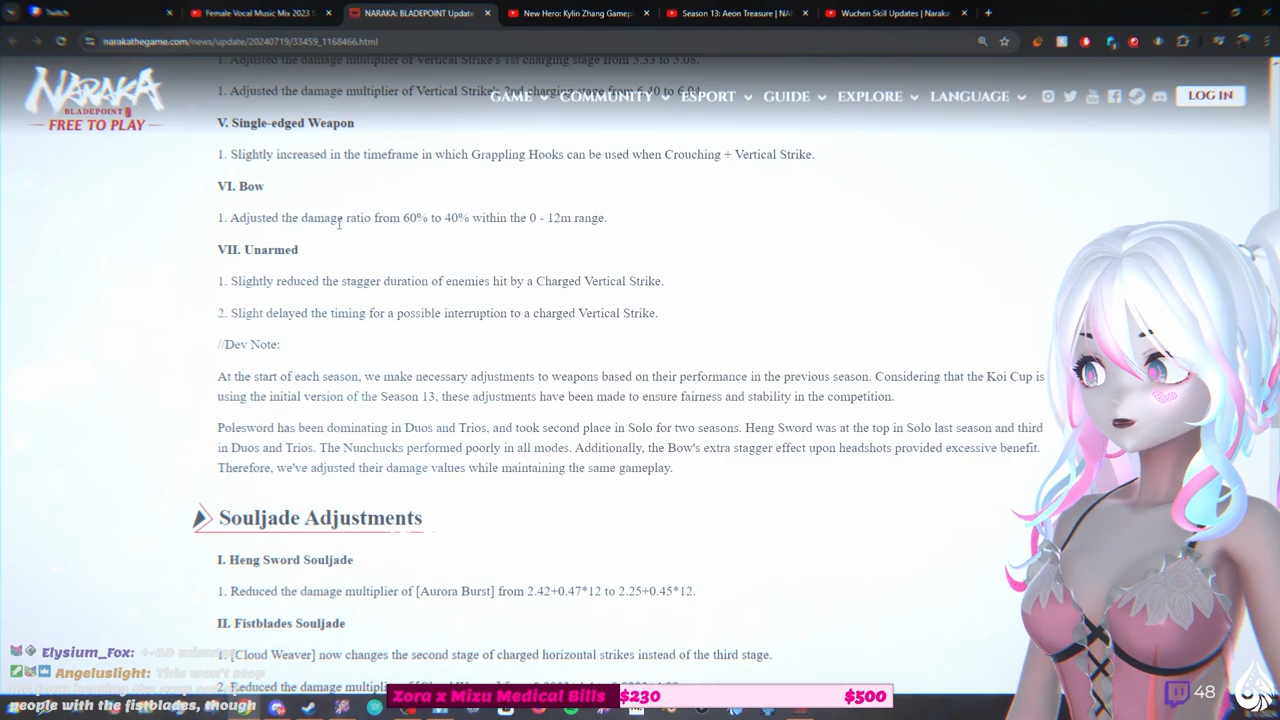 Twitch
Female Vocal Music Mix 2023
NARAKA: BLADEPOINT Update
New Hero: Kylin Zhang Gamepl
Season 13: Aeon Treasure | NA
Wuchen Skill Updates | Naraka
narakathegame.com/news/update/20240719/33459_1168466.html
NARAKA
BLADEPOINT
FREE TO PLAY
GAME COMMUNITY ESPORT GUIDE EXPLORE LANGUAGE LOG IN
1. Adjusted the damage multiplier of Vertical Strike's 1st charging stage from 5.33 to 5.08.
1. Adjusted the damage multiplier of Vertical Strike's 2nd charging stage from 6.40 to 6.04.
V. Single-edged Weapon
1. Slightly increased in the timeframe in which Grappling Hooks can be used when Crouching + Vertical Strike.
VI. Bow
1. Adjusted the damage ratio from 60% to 40% within the 0 - 12m range.
VII. Unarmed
1. Slightly reduced the stagger duration of enemies hit by a Charged Vertical Strike.
2. Slight delayed the timing for a possible interruption to a charged Vertical Strike.
//Dev Note:
At the start of each season, we make necessary adjustments to weapons based on their performance in the previous season. Considering that the Koi Cup is
using the initial version of the Season 13, these adjustments have been made to ensure fairness and stability in the competition.
Polesword has been dominating in Duos and Trios, and took second place in Solo for two seasons. Heng Sword was at the top in Solo last season and third
in Duos and Trios. The Nunchucks performed poorly in all modes. Additionally, the Bow's extra stagger effect upon headshots provided excessive benefit.
Therefore, we've adjusted their damage values while maintaining the same gameplay.
Souljade Adjustments
I. Heng Sword Souljade
1. Reduced the damage multiplier of [Aurora Burst] from 2.42+0.47*12 to 2.25+0.45*12.
II. Fistblades Souljade
1. [Cloud Weaver] now changes the second stage of charged horizontal strikes instead of the third stage.
2. Reduced the damage
Elysium_Fox:
Angeluslight: This won't stop
people with the fistblades, though
Zora x Mizu Medical Bills $230 $500
48